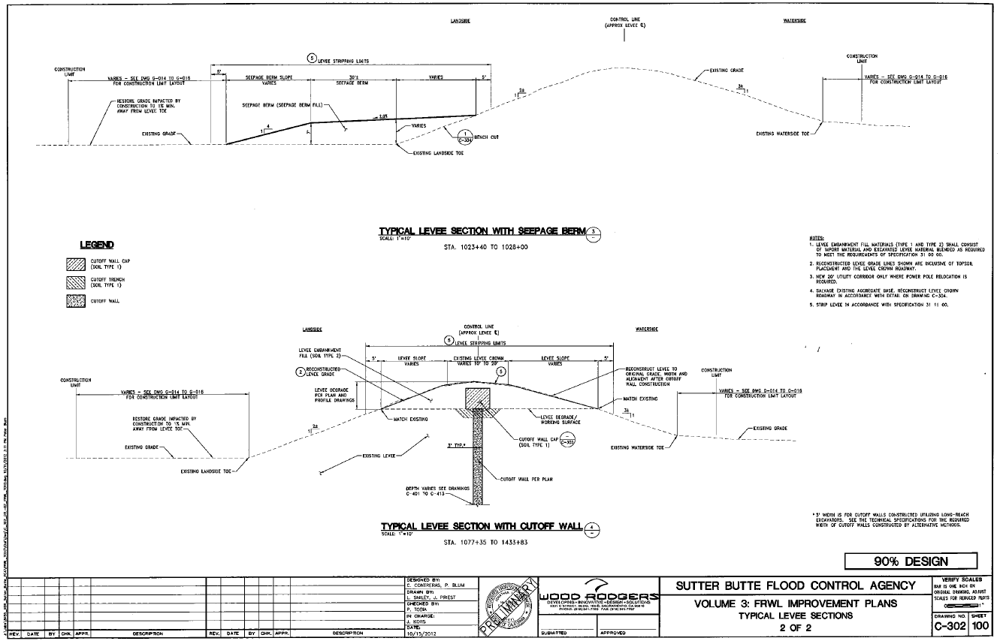 LANDSIDE
CONTROL LINE
(APPROX LEVEE ℄)
WATERSIDE
5 LEVEE STRIPPING LIMITS
CONSTRUCTION
LIMIT
VARIES - SEE DWG G-014 TO G-016
FOR CONSTRUCTION LIMIT LAYOUT
5'
SEEPAGE BERM SLOPE
VARIES
30'±
SEEPAGE BERM
VARIES
5'
RESTORE GRADE IMPACTED BY
CONSTRUCTION TO 1% MIN.
AWAY FROM LEVEE TOE
SEEPAGE BERM (SEEPAGE BERM FILL)
2.0%
4
1
EXISTING GRADE
VARIES
1
C-304
BENCH CUT
EXISTING LANDSIDE TOE
2±
1
EXISTING GRADE
3±
1
CONSTRUCTION
LIMIT
VARIES - SEE DWG G-014 TO G-016
FOR CONSTRUCTION LIMIT LAYOUT
EXISTING WATERSIDE TOE
TYPICAL LEVEE SECTION WITH SEEPAGE BERM 3
-
SCALE: 1"=10'
STA. 1023+40 TO 1028+00
LEGEND
CUTOFF WALL CAP
(SOIL TYPE 1)
CUTOFF TRENCH
(SOIL TYPE 1)
CUTOFF WALL
NOTES:
1. LEVEE EMBANKMENT FILL MATERIALS (TYPE 1 AND TYPE 2) SHALL CONSIST
OF IMPORT MATERIAL AND EXCAVATED LEVEE MATERIAL BLENDED AS REQUIRED
TO MEET THE REQUIREMENTS OF SPECIFICATION 31 00 00.
2. RECONSTRUCTED LEVEE GRADE LINES SHOWN ARE INCLUSIVE OF TOPSOIL
PLACEMENT AND THE LEVEE CROWN ROADWAY.
3. NEW 20' UTILITY CORRIDOR ONLY WHERE POWER POLE RELOCATION IS
REQUIRED.
4. SALVAGE EXISTING AGGREGATE BASE. RECONSTRUCT LEVEE CROWN
ROADWAY IN ACCORDANCE WITH DETAIL ON DRAWING C-304.
5. STRIP LEVEE IN ACCORDANCE WITH SPECIFICATION 31 11 00.
LANDSIDE
CONTROL LINE
(APPROX LEVEE ℄)
WATERSIDE
5 LEVEE STRIPPING LIMITS
LEVEE EMBANKMENT
FILL (SOIL TYPE 2)
5'
LEVEE SLOPE
VARIES
EXISTING LEVEE CROWN
VARIES 10' TO 20'
LEVEE SLOPE
VARIES
5'
2 RECONSTRUCTED
LEVEE GRADE
5
RECONSTRUCT LEVEE TO
ORIGINAL GRADE, WIDTH AND
ALIGNMENT AFTER CUTOFF
WALL CONSTRUCTION
CONSTRUCTION
LIMIT
VARIES - SEE DWG G-014 TO G-016
FOR CONSTRUCTION LIMIT LAYOUT
LEVEE DEGRADE
PER PLAN AND
PROFILE DRAWINGS
CONSTRUCTION
LIMIT
VARIES - SEE DWG G-014 TO G-016
FOR CONSTRUCTION LIMIT LAYOUT
MATCH EXISTING
MATCH EXISTING
LEVEE DEGRADE/
WORKING SURFACE
3±
1
RESTORE GRADE IMPACTED BY
CONSTRUCTION TO 1% MIN.
AWAY FROM LEVEE TOE
2±
1
EXISTING GRADE
CUTOFF WALL CAP
(SOIL TYPE 1)
-
C-303
3' TYP.*
EXISTING GRADE
EXISTING WATERSIDE TOE
EXISTING LEVEE
EXISTING LANDSIDE TOE
CUTOFF WALL PER PLAN
DEPTH VARIES SEE DRAWINGS
C-401 TO C-413
TYPICAL LEVEE SECTION WITH CUTOFF WALL 4
-
SCALE: 1"=10'
STA. 1077+35 TO 1433+83
* 3' WIDTH IS FOR CUTOFF WALLS CONSTRUCTED UTILIZING LONG-REACH
EXCAVATORS. SEE THE TECHNICAL SPECIFICATIONS FOR THE REQUIRED
WIDTH OF CUTOFF WALLS CONSTRUCTED BY ALTERNATIVE METHODS.
90% DESIGN
REV. DATE BY CHK. APPR. DESCRIPTION
REV. DATE BY CHK. APPR. DESCRIPTION
DESIGNED BY:
C. CONTRERAS, P. BLUM
DRAWN BY:
L. SMILEY, J. PRIEST
CHECKED BY:
P. TOBIA
IN CHARGE:
J. KORS
DATE:
10/15/2012
PRELIMINARY
WOOD RODGERS
DEVELOPING • INNOVATIVE • DESIGN • SOLUTIONS
SUBMITTED
APPROVED
SUTTER BUTTE FLOOD CONTROL AGENCY
VOLUME 3: FRWL IMPROVEMENT PLANS
TYPICAL LEVEE SECTIONS
2 OF 2
VERIFY SCALES
BAR IS ONE INCH ON
ORIGINAL DRAWING, ADJUST
SCALES FOR REDUCED PLOTS
0 1"
DRAWING NO.
C-302
SHEET
100